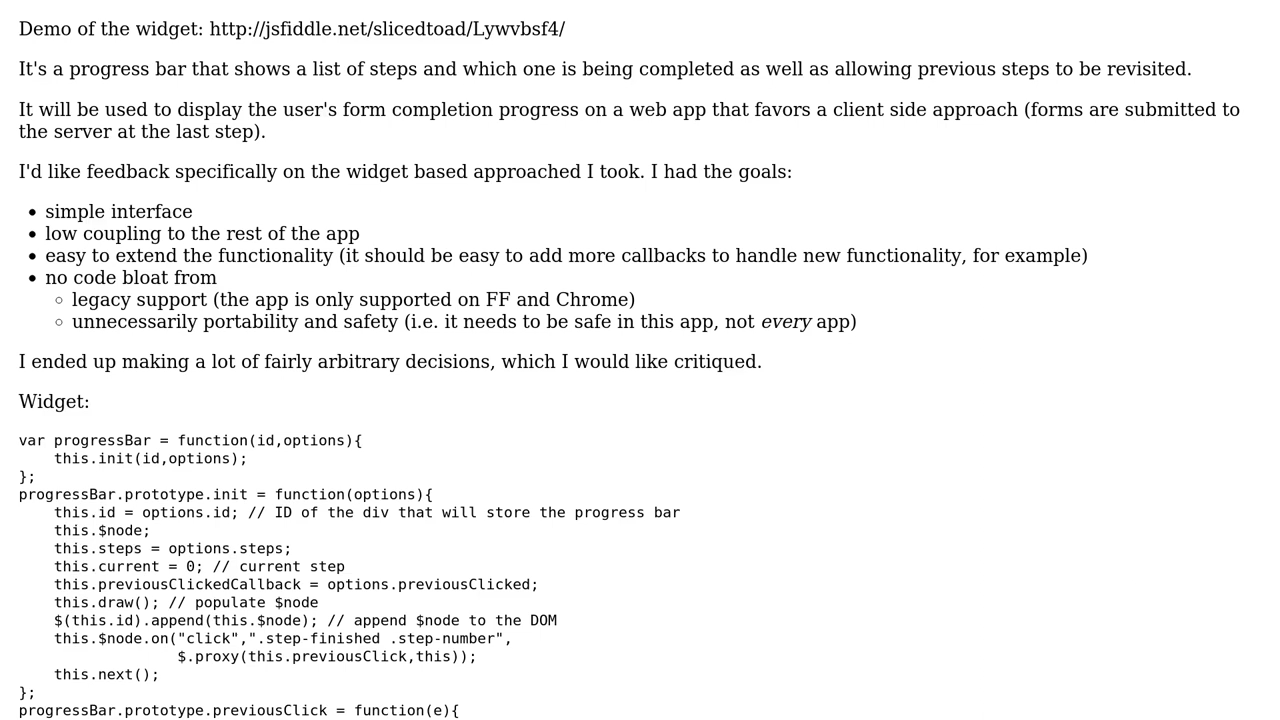 Demo of the widget: http://jsfiddle.net/slicedtoad/Lywvbsf4/
It's a progress bar that shows a list of steps and which one is being completed as well as allowing previous steps to be revisited.
It will be used to display the user's form completion progress on a web app that favors a client side approach (forms are submitted to
the server at the last step).
I'd like feedback specifically on the widget based approached I took. I had the goals:
• simple interface
• low coupling to the rest of the app
• easy to extend the functionality (it should be easy to add more callbacks to handle new functionality, for example)
• no code bloat from
◦ legacy support (the app is only supported on FF and Chrome)
◦ unnecessarily portability and safety (i.e. it needs to be safe in this app, not every app)
I ended up making a lot of fairly arbitrary decisions, which I would like critiqued.
Widget:
var progressBar = function(id,options){
    this.init(id,options);
};
progressBar.prototype.init = function(options){
    this.id = options.id; // ID of the div that will store the progress bar
    this.$node;
    this.steps = options.steps;
    this.current = 0; // current step
    this.previousClickedCallback = options.previousClicked;
    this.draw(); // populate $node
    $(this.id).append(this.$node); // append $node to the DOM
    this.$node.on("click",".step-finished .step-number",
                  $.proxy(this.previousClick,this));
    this.next();
};
progressBar.prototype.previousClick = function(e){